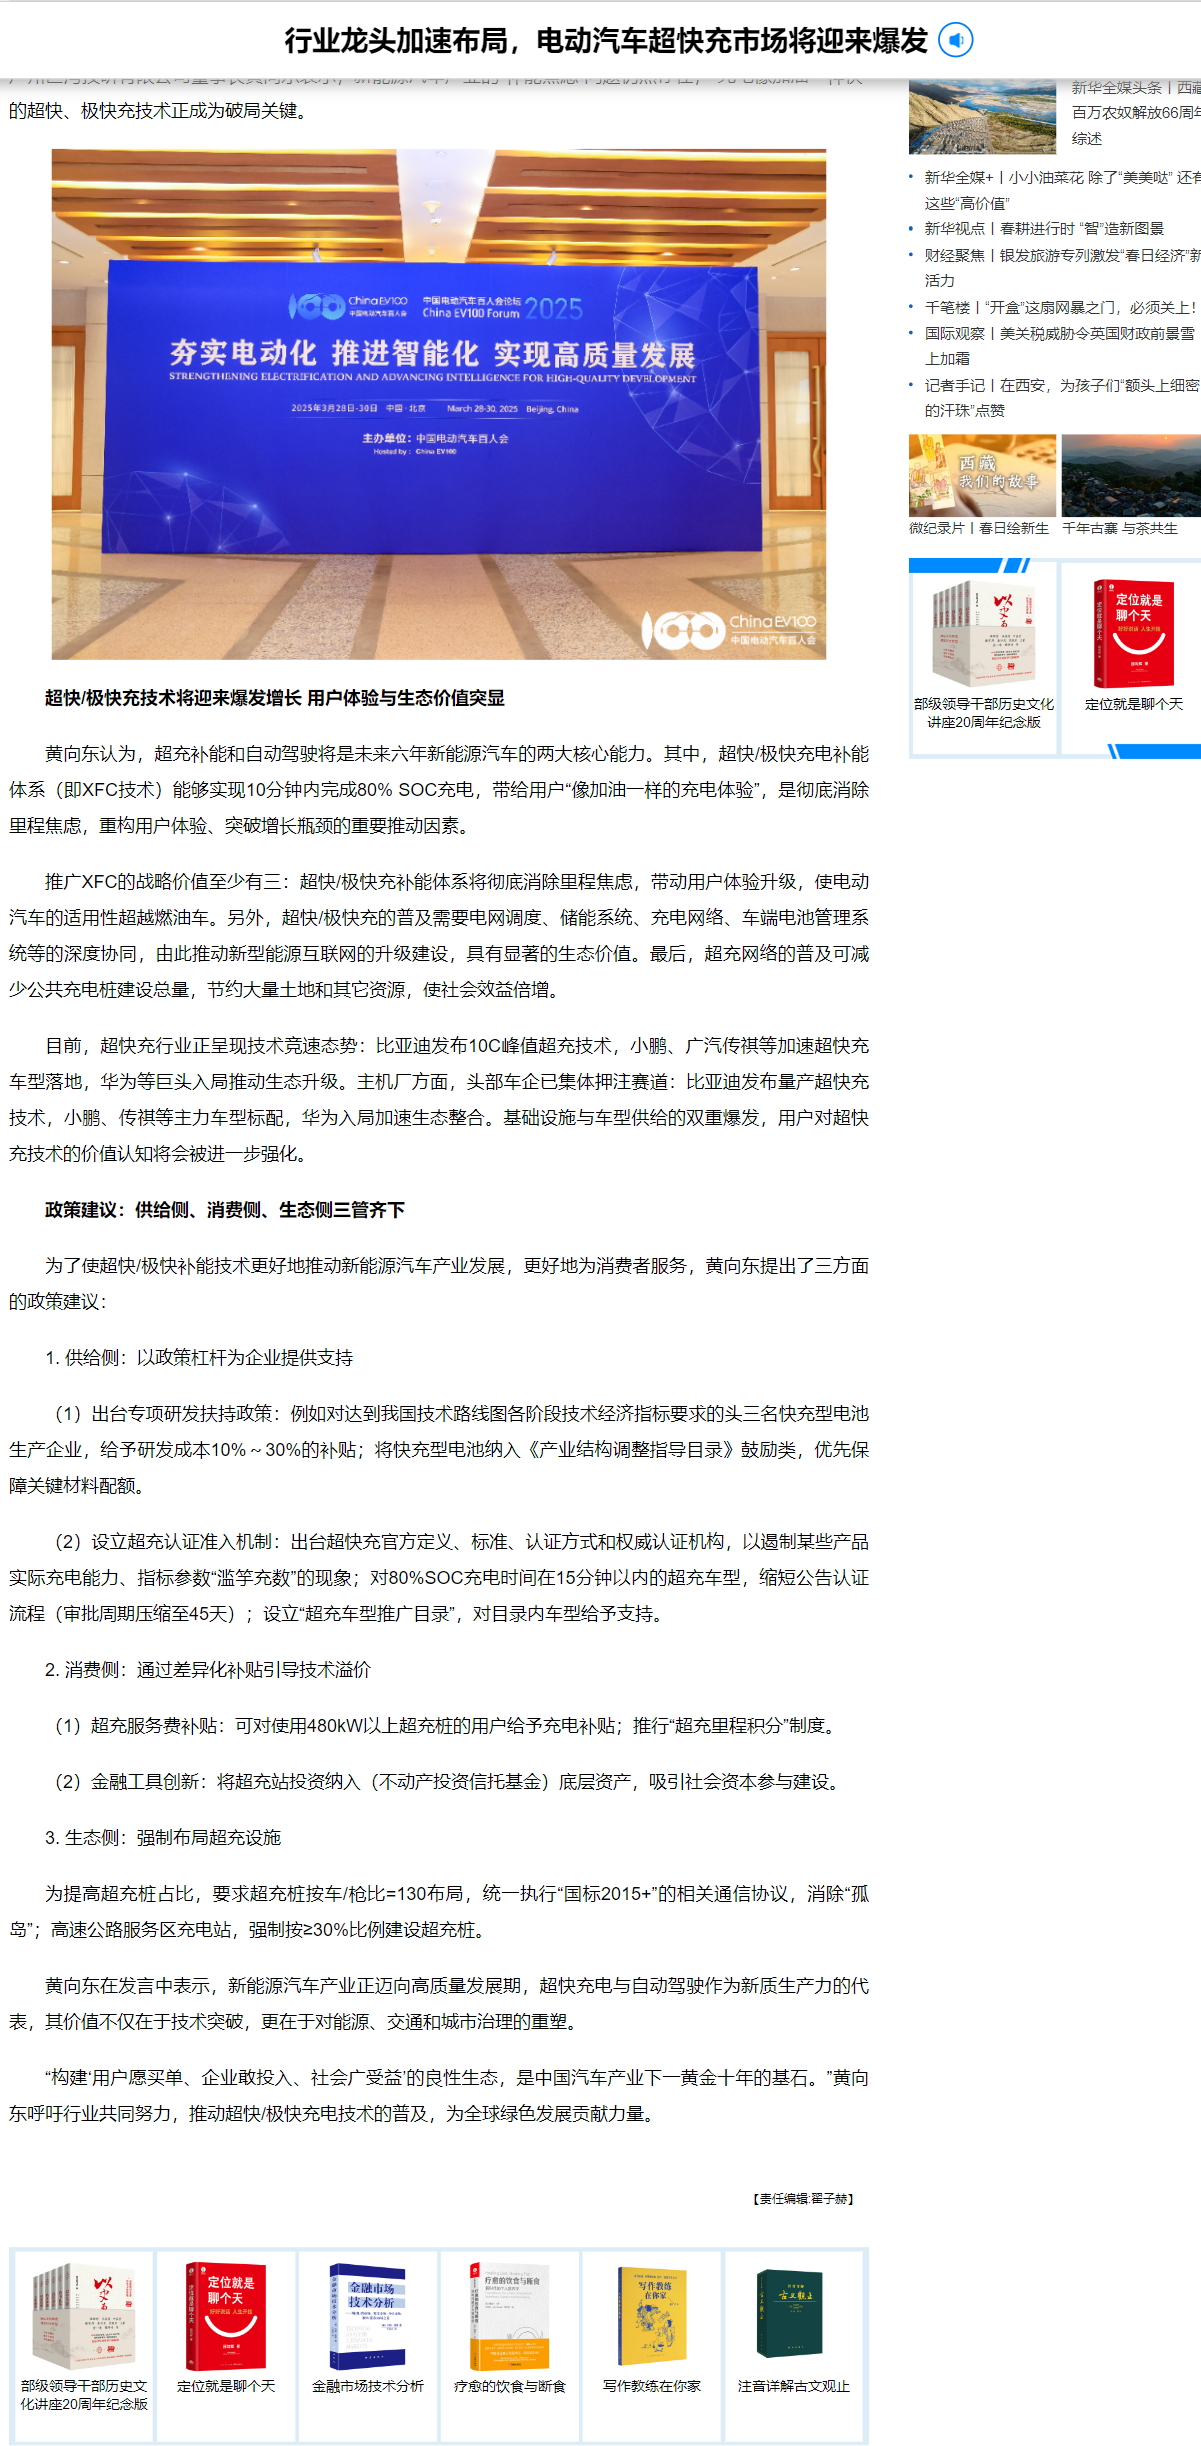 行业龙头加速布局，电动汽车超快充市场将迎来爆发
的超快、极快充技术正成为破局关键。
ChinaEV100
中国电动汽车百人会
中国电动汽车百人会论坛
China EV100 Forum 2025
夯实电动化 推进智能化 实现高质量发展
STRENGTHENING ELECTRIFICATION AND ADVANCING INTELLIGENCE FOR HIGH-QUALITY DEVELOPMENT
2025年3月28日-30日 中国·北京 March 28-30, 2025 Beijing, China
主办单位：中国电动汽车百人会
Hosted by： China EV100
ChinaEV100
中国电动汽车百人会
超快/极快充技术将迎来爆发增长 用户体验与生态价值突显
黄向东认为，超充补能和自动驾驶将是未来六年新能源汽车的两大核心能力。其中，超快/极快充电补能
体系（即XFC技术）能够实现10分钟内完成80% SOC充电，带给用户“像加油一样的充电体验”，是彻底消除
里程焦虑，重构用户体验、突破增长瓶颈的重要推动因素。
推广XFC的战略价值至少有三：超快/极快充补能体系将彻底消除里程焦虑，带动用户体验升级，使电动
汽车的适用性超越燃油车。另外，超快/极快充的普及需要电网调度、储能系统、充电网络、车端电池管理系
统等的深度协同，由此推动新型能源互联网的升级建设，具有显著的生态价值。最后，超充网络的普及可减
少公共充电桩建设总量，节约大量土地和其它资源，使社会效益倍增。
目前，超快充行业正呈现技术竞速态势：比亚迪发布10C峰值超充技术，小鹏、广汽传祺等加速超快充
车型落地，华为等巨头入局推动生态升级。主机厂方面，头部车企已集体押注赛道：比亚迪发布量产超快充
技术，小鹏、传祺等主力车型标配，华为入局加速生态整合。基础设施与车型供给的双重爆发，用户对超快
充技术的价值认知将会被进一步强化。
政策建议：供给侧、消费侧、生态侧三管齐下
为了使超快/极快补能技术更好地推动新能源汽车产业发展，更好地为消费者服务，黄向东提出了三方面
的政策建议：
1. 供给侧：以政策杠杆为企业提供支持
（1）出台专项研发扶持政策：例如对达到我国技术路线图各阶段技术经济指标要求的头三名快充型电池
生产企业，给予研发成本10%～30%的补贴；将快充型电池纳入《产业结构调整指导目录》鼓励类，优先保
障关键材料配额。
（2）设立超充认证准入机制：出台超快充官方定义、标准、认证方式和权威认证机构，以遏制某些产品
实际充电能力、指标参数“滥竽充数”的现象；对80%SOC充电时间在15分钟以内的超充车型，缩短公告认证
流程（审批周期压缩至45天）；设立“超充车型推广目录”，对目录内车型给予支持。
2. 消费侧：通过差异化补贴引导技术溢价
（1）超充服务费补贴：可对使用480kW以上超充桩的用户给予充电补贴；推行“超充里程积分”制度。
（2）金融工具创新：将超充站投资纳入（不动产投资信托基金）底层资产，吸引社会资本参与建设。
3. 生态侧：强制布局超充设施
为提高超充桩占比，要求超充桩按车/枪比=130布局，统一执行“国标2015+”的相关通信协议，消除“孤
岛”；高速公路服务区充电站，强制按≥30%比例建设超充桩。
黄向东在发言中表示，新能源汽车产业正迈向高质量发展期，超快充电与自动驾驶作为新质生产力的代
表，其价值不仅在于技术突破，更在于对能源、交通和城市治理的重塑。
“构建‘用户愿买单、企业敢投入、社会广受益’的良性生态，是中国汽车产业下一黄金十年的基石。”黄向
东呼吁行业共同努力，推动超快/极快充电技术的普及，为全球绿色发展贡献力量。
【责任编辑:翟子赫】
部级领导干部历史文
化讲座20周年纪念版
定位就是
聊个天
定位就是聊个天
金融市场
技术分析
金融市场技术分析
疗愈的饮食与断食
疗愈的饮食与断食
写作教练
在你家
写作教练在你家
古文观止
注音详解古文观止
新华全媒头条丨西藏
百万农奴解放66周年
综述
新华全媒+丨小小油菜花 除了“美美哒” 还有
这些“高价值”
新华视点丨春耕进行时 “智”造新图景
财经聚焦丨银发旅游专列激发“春日经济”新
活力
千笔楼丨“开盒”这扇网暴之门，必须关上！
国际观察丨美关税威胁令英国财政前景雪
上加霜
记者手记丨在西安，为孩子们“额头上细密
的汗珠”点赞
西藏
我们的故事
微纪录片丨春日绘新生
千年古寨 与茶共生
部级领导干部历史文化
讲座20周年纪念版
定位就是
聊个天
定位就是聊个天